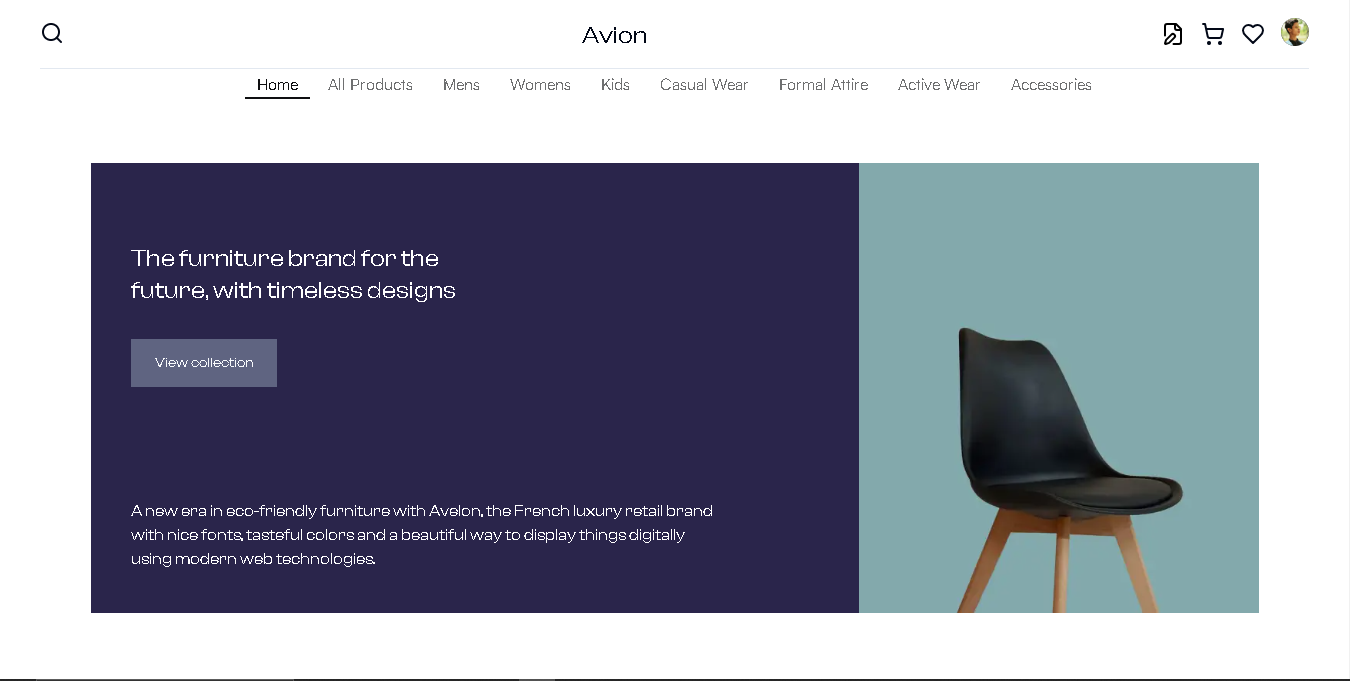 Avion
Home All Products Mens Womens Kids Casual Wear Formal Attire Active Wear Accessories
The furniture brand for the
future, with timeless designs
View collection
A new era in eco-friendly furniture with Avelon, the French luxury retail brand
with nice fonts, tasteful colors and a beautiful way to display things digitally
using modern web technologies.